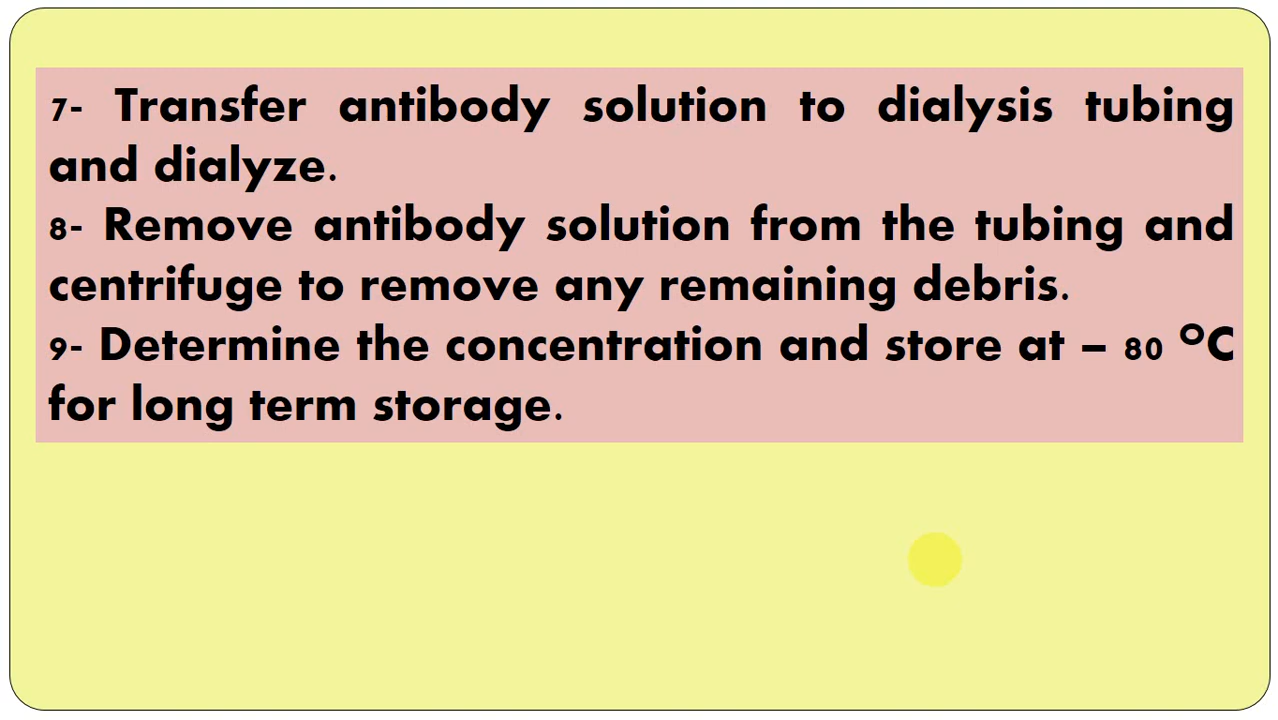 7- Transfer antibody solution to dialysis tubing
and dialyze.
8- Remove antibody solution from the tubing and
centrifuge to remove any remaining debris.
9- Determine the concentration and store at – 80 °C
for long term storage.